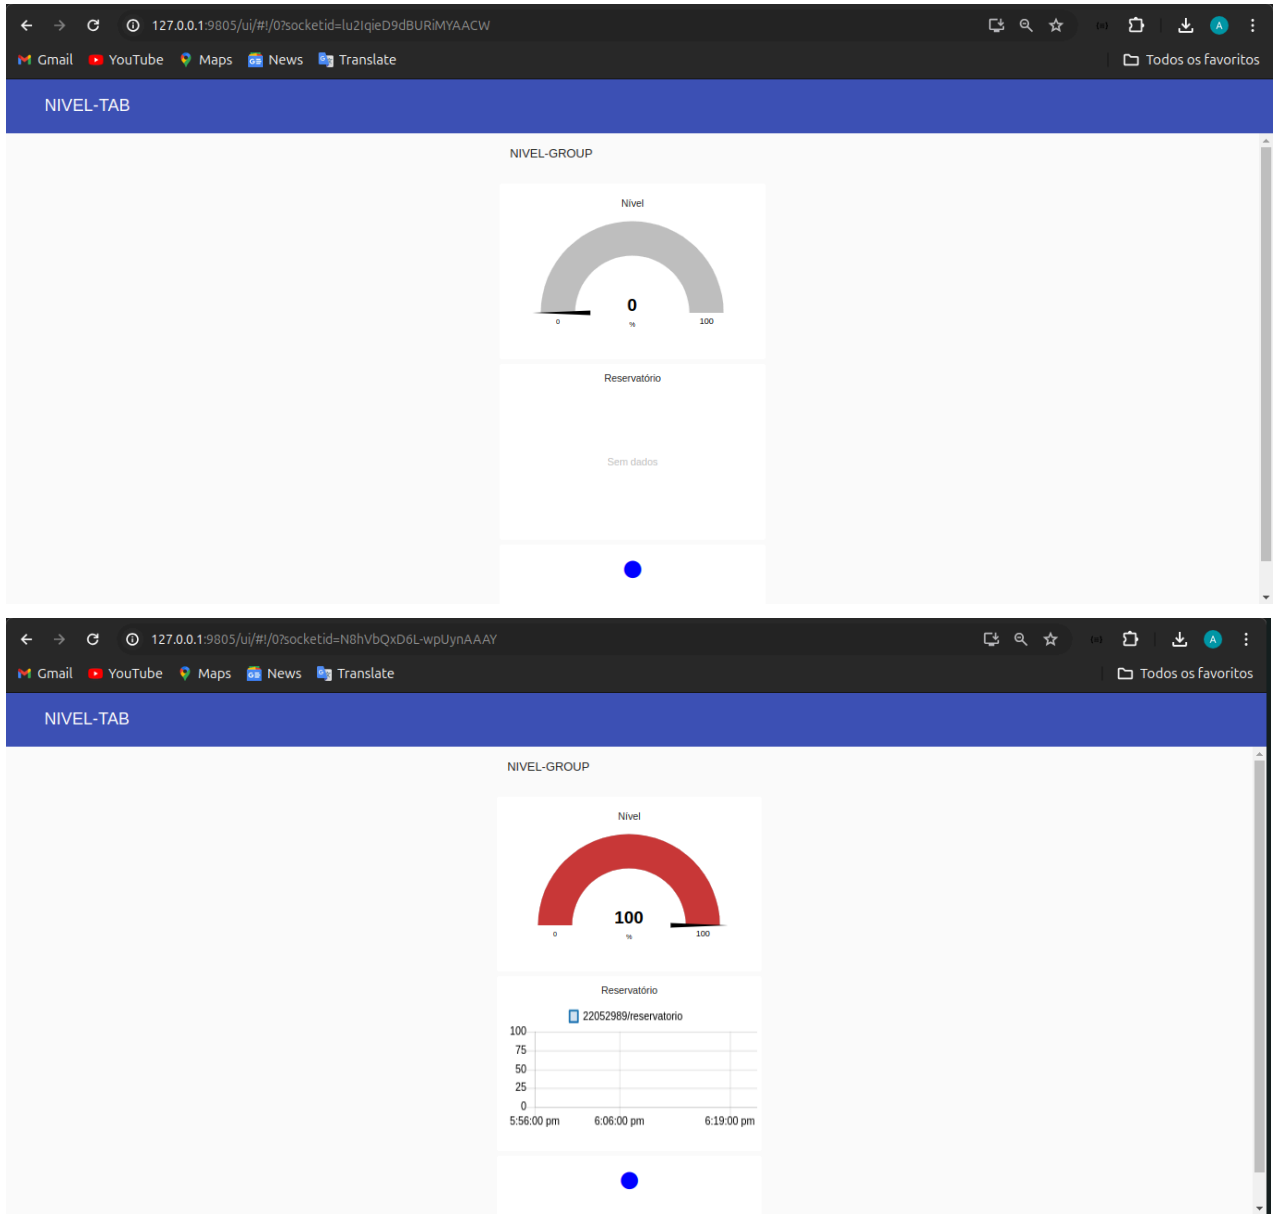 127.0.0.1:9805/ui/#!/0?socketid=lu2IqieD9dBURiMYAACW
A
Gmail YouTube Maps News Translate Todos os favoritos
NIVEL-TAB
NIVEL-GROUP
Nível
0
0 % 100
Reservatório
Sem dados
127.0.0.1:9805/ui/#!/0?socketid=N8hVbQxD6L-wpUynAAAY
A
Gmail YouTube Maps News Translate Todos os favoritos
NIVEL-TAB
NIVEL-GROUP
Nível
100
0 % 100
Reservatório
22052989/reservatorio
100
75
50
25
0
5:56:00 pm 6:06:00 pm 6:19:00 pm